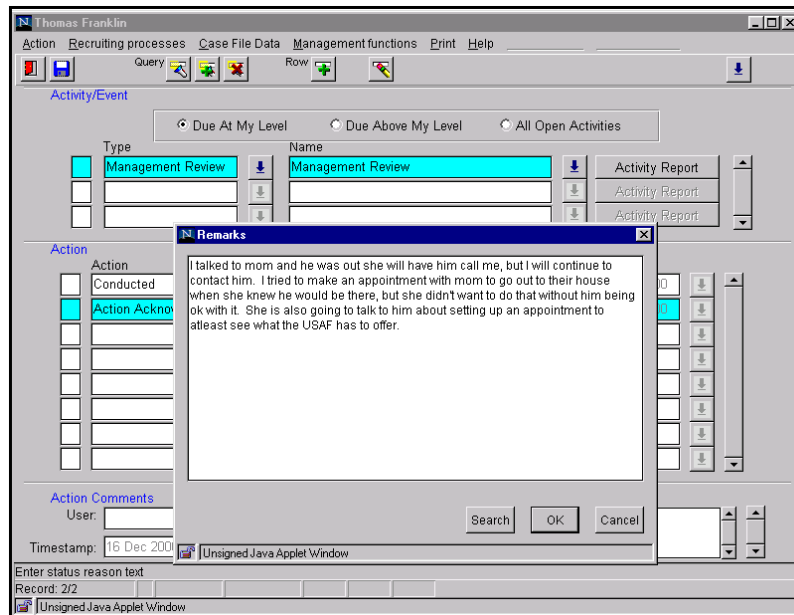 Thomas Franklin
Action Recruiting processes Case File Data Management functions Print Help
Query Row
Activity/Event
Due At My Level Due Above My Level All Open Activities
Type Name
Management Review Management Review Activity Report
Activity Report
Activity Report
Remarks
I talked to mom and he was out she will have him call me, but I will continue to
contact him. I tried to make an appointment with mom to go out to their house
when she knew he would be there, but she didn't want to do that without him being
ok with it. She is also going to talk to him about setting up an appointment to
atleast see what the USAF has to offer.
Search OK Cancel
Unsigned Java Applet Window
Action
Action
Conducted
Action
Action Comments
User:
Timestamp: 16 Dec
Enter status reason text
Record: 2/2
Unsigned Java Applet Window